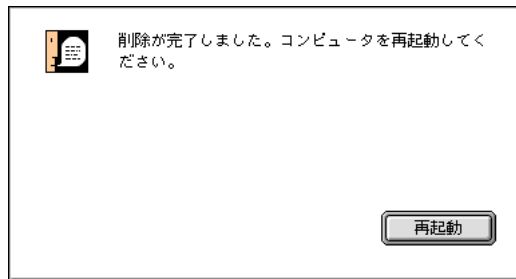 削除が完了しました。コンピュータを再起動してく
ださい。
再起動